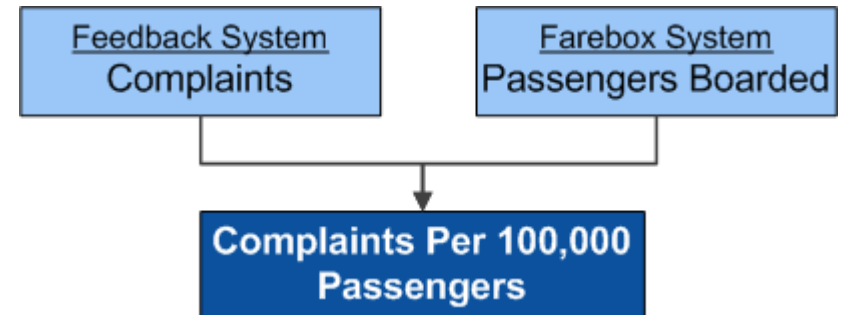 Feedback System
Complaints
Farebox System
Passengers Boarded
Complaints Per 100,000
Passengers